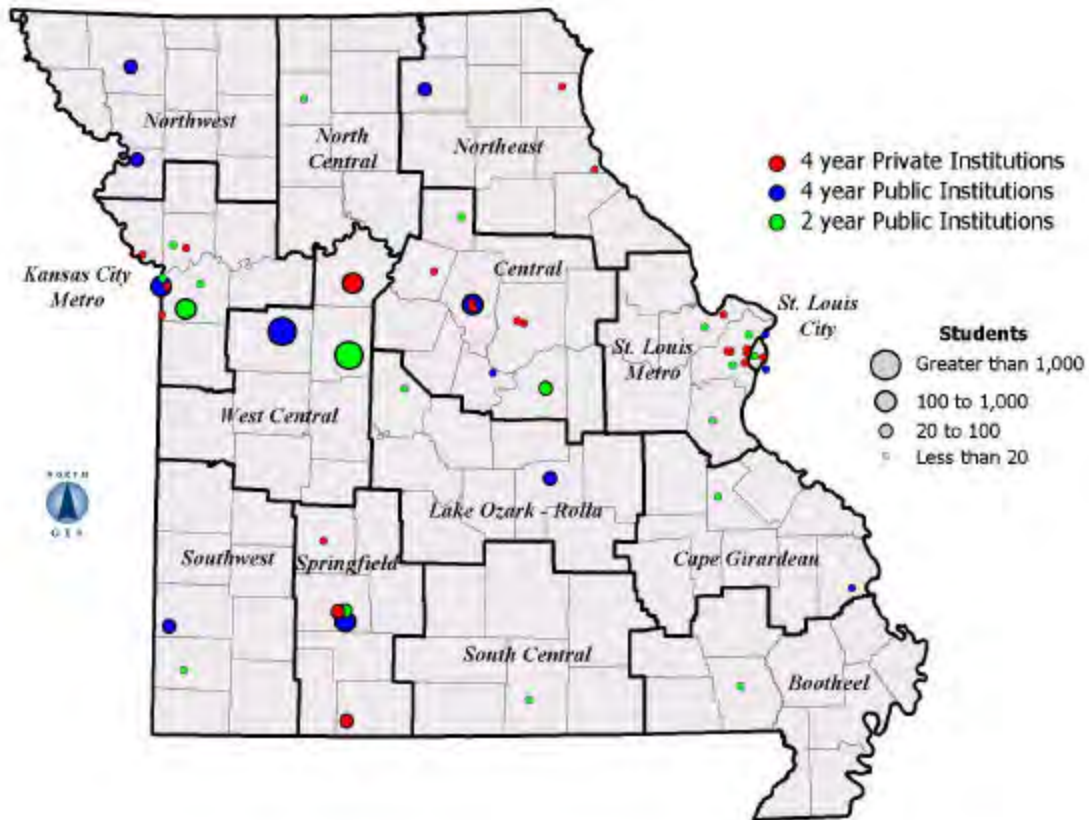 Northwest
North
Central
Northeast
4 year Private Institutions
4 year Public Institutions
2 year Public Institutions
Kansas City
Metro
Central
St. Louis
City
St. Louis
Metro
Students
Greater than 1,000
100 to 1,000
20 to 100
Less than 20
West Central
NORTH
Lake Ozark - Rolla
Southwest
Springfield
Cape Girardeau
South Central
Bootheel